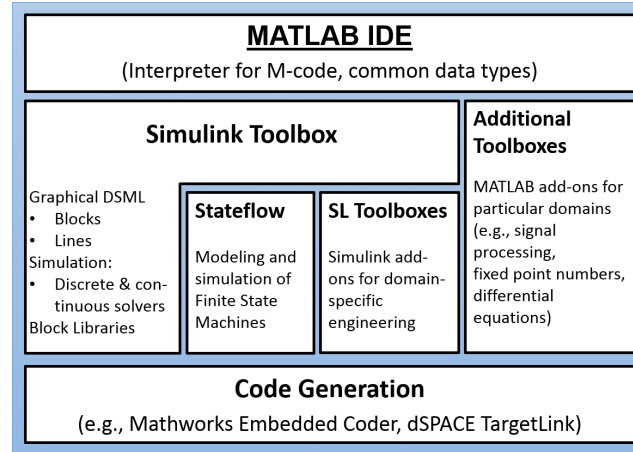 MATLAB IDE
(Interpreter for M-code, common data types)
Simulink Toolbox
Graphical DSML
• Blocks
• Lines
Simulation:
• Discrete & con-
tinuous solvers
Block Libraries
Stateflow
Modeling and
simulation of
Finite State
Machines
SL Toolboxes
Simulink add-
ons for domain-
specific
engineering
Additional
Toolboxes
MATLAB add-ons for
particular domains
(e.g., signal
processing,
fixed point numbers,
differential
equations)
Code Generation
(e.g., Mathworks Embedded Coder, dSPACE TargetLink)